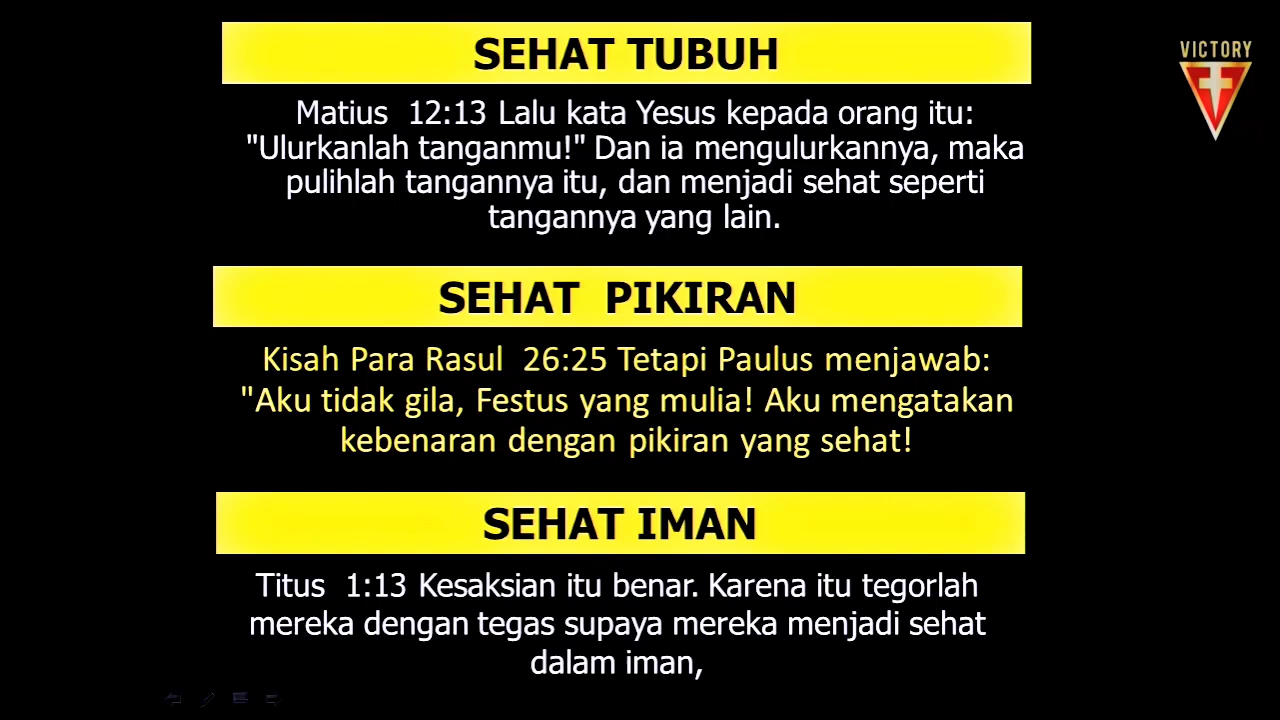 SEHAT TUBUH
VICTORY
Matius 12:13 Lalu kata Yesus kepada orang itu:
"Ulurkanlah tanganmu!" Dan ia mengulurkannya, maka
pulihlah tangannya itu, dan menjadi sehat seperti
tangannya yang lain.
SEHAT PIKIRAN
Kisah Para Rasul 26:25 Tetapi Paulus menjawab:
"Aku tidak gila, Festus yang mulia! Aku mengatakan
kebenaran dengan pikiran yang sehat!
SEHAT IMAN
Titus 1:13 Kesaksian itu benar. Karena itu tegorlah
mereka dengan tegas supaya mereka menjadi sehat
dalam iman,